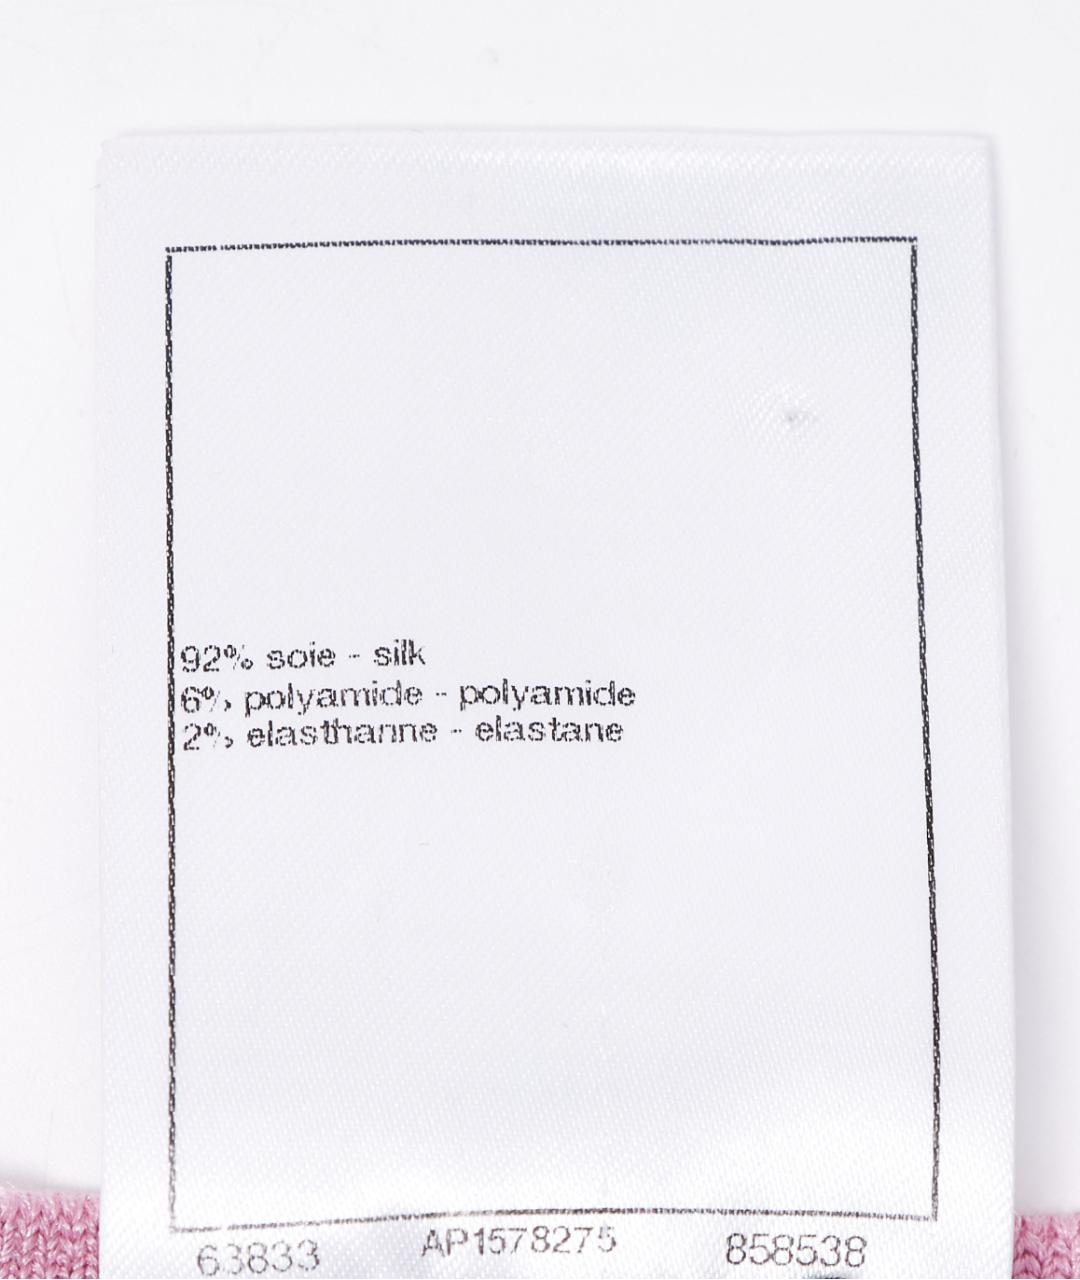 92% soie - silk
6% polyamide - polyamide
2% elasthanne - elastane
63833 AP1578275 858538